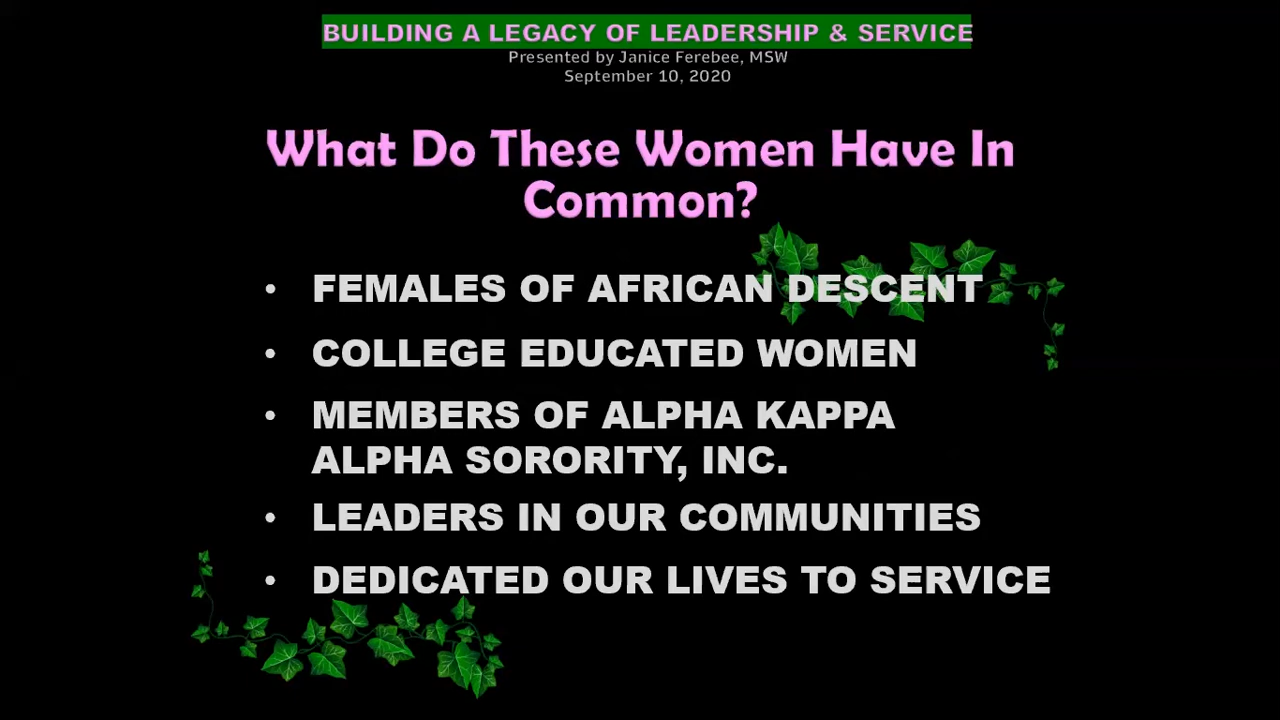 BUILDING A LEGACY OF LEADERSHIP & SERVICE
Presented by Janice Ferebee, MSW
September 10, 2020
What Do These Women Have In
Common?
• FEMALES OF AFRICAN DESCENT
• COLLEGE EDUCATED WOMEN
• MEMBERS OF ALPHA KAPPA
ALPHA SORORITY, INC.
• LEADERS IN OUR COMMUNITIES
• DEDICATED OUR LIVES TO SERVICE